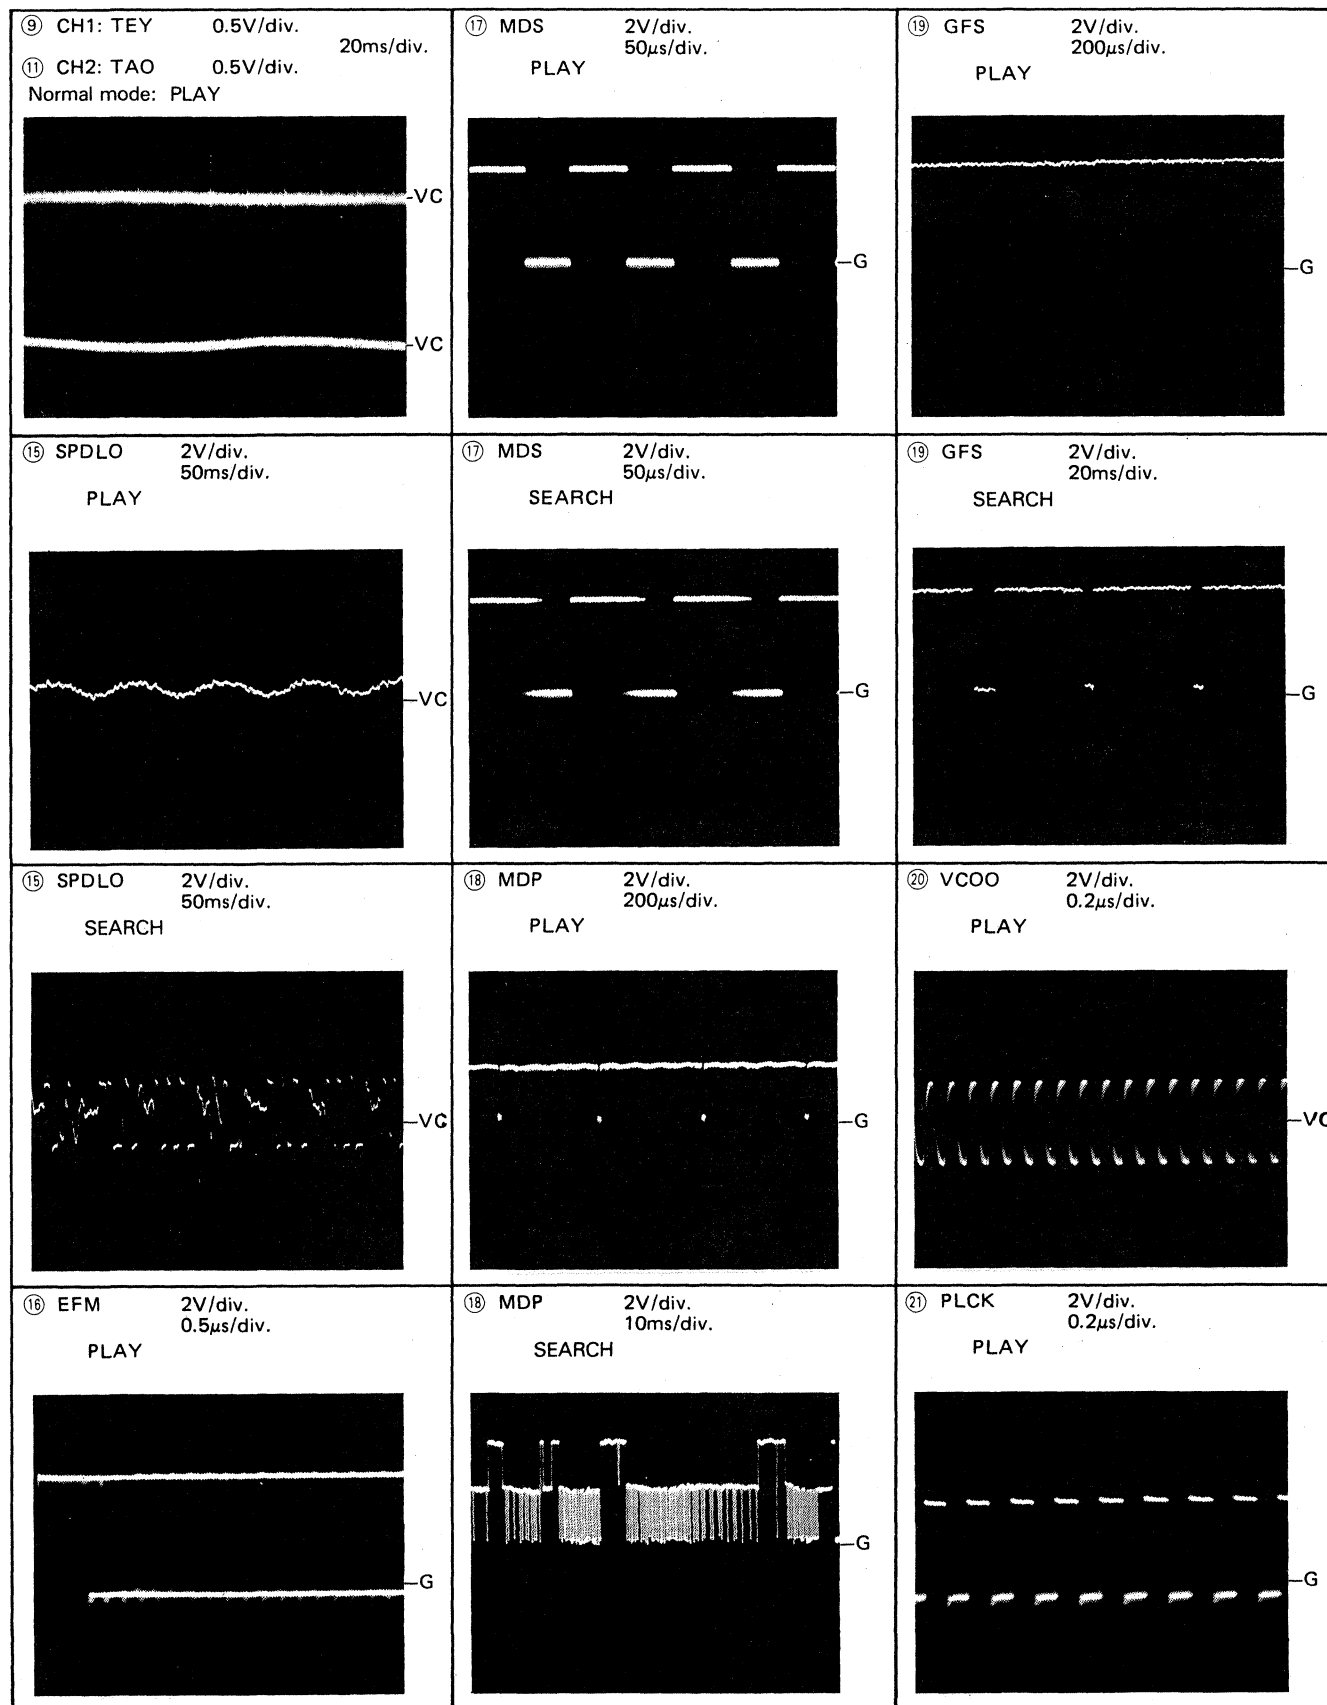 ⑨ CH1: TEY 0.5V/div.
20ms/div.
⑪ CH2: TAO 0.5V/div.
Normal mode: PLAY
-VC
-VC
⑰ MDS 2V/div.
50μs/div.
PLAY
-G
⑲ GFS 2V/div.
200μs/div.
PLAY
-G
⑮ SPDLO 2V/div.
50ms/div.
PLAY
-VC
⑰ MDS 2V/div.
50μs/div.
SEARCH
-G
⑲ GFS 2V/div.
20ms/div.
SEARCH
-G
⑮ SPDLO 2V/div.
50ms/div.
SEARCH
-VC
⑱ MDP 2V/div.
200μs/div.
PLAY
-G
⑳ VCOO 2V/div.
0.2μs/div.
PLAY
-VC
⑯ EFM 2V/div.
0.5μs/div.
PLAY
-G
⑱ MDP 2V/div.
10ms/div.
SEARCH
-G
㉑ PLCK 2V/div.
0.2μs/div.
PLAY
-G